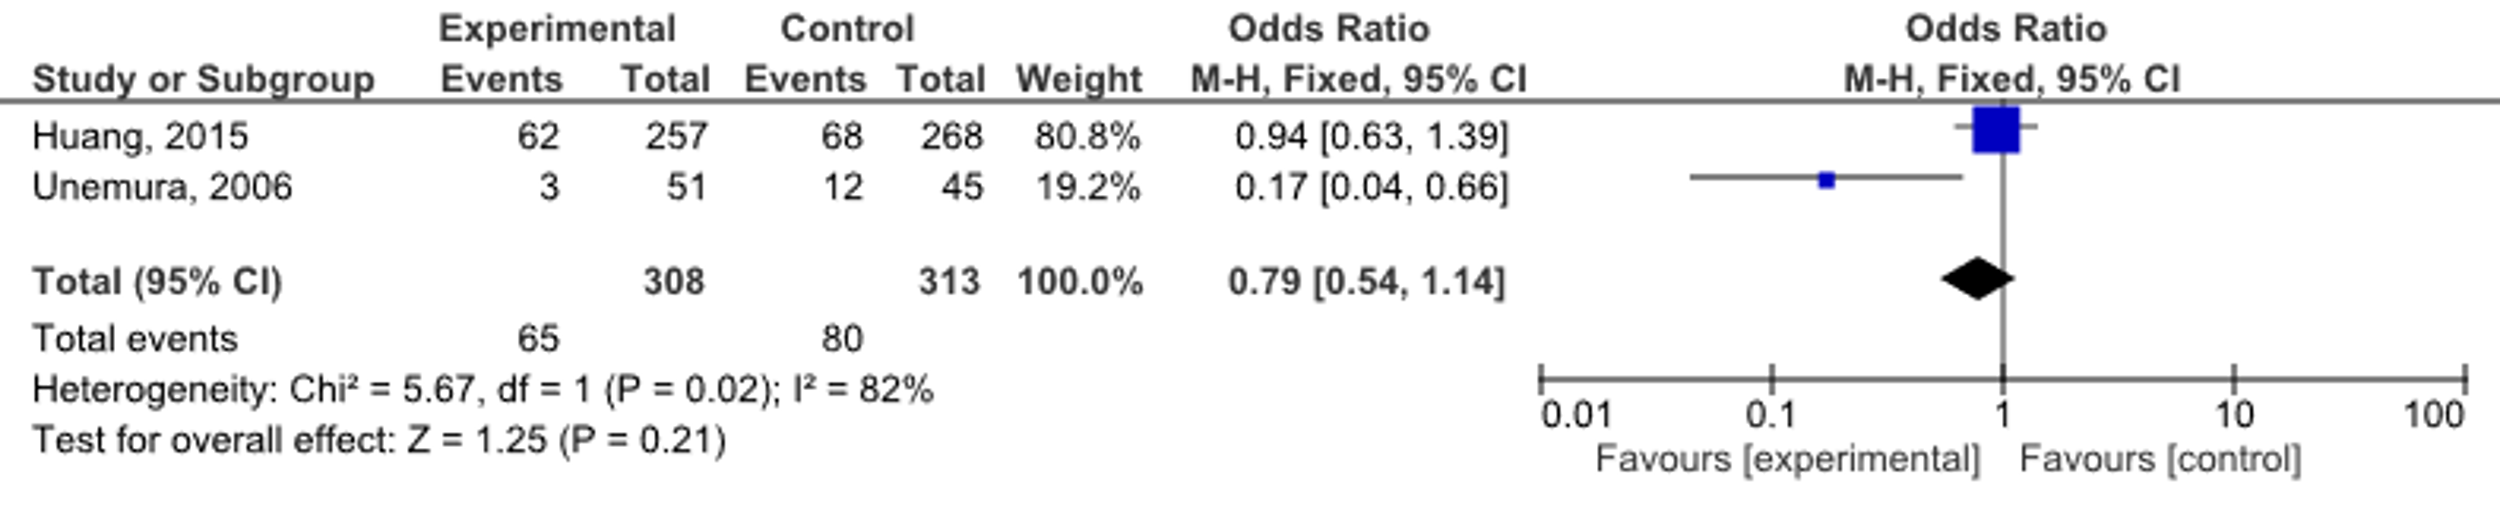 Experimental Control Odds Ratio Odds Ratio
Study or Subgroup Events Total Events Total Weight M-H, Fixed, 95% CI M-H, Fixed, 95% CI
Huang, 2015 62 257 68 268 80.8% 0.94 [0.63, 1.39]
Unemura, 2006 3 51 12 45 19.2% 0.17 [0.04, 0.66]
Total (95% CI) 308 313 100.0% 0.79 [0.54, 1.14]
Total events 65 80
Heterogeneity: Chi² = 5.67, df = 1 (P = 0.02); I² = 82%
Test for overall effect: Z = 1.25 (P = 0.21)
0.01 0.1 1 10 100
Favours [experimental] Favours [control]